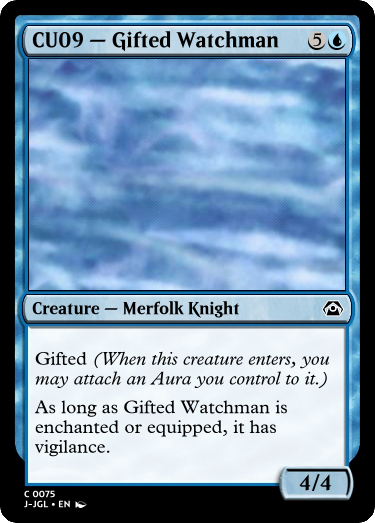 CU09 — Gifted Watchman 5
Creature — Merfolk Knight
Gifted (When this creature enters, you
may attach an Aura you control to it.)
As long as Gifted Watchman is
enchanted or equipped, it has
vigilance.
4/4
C 0075
J-JGL • EN